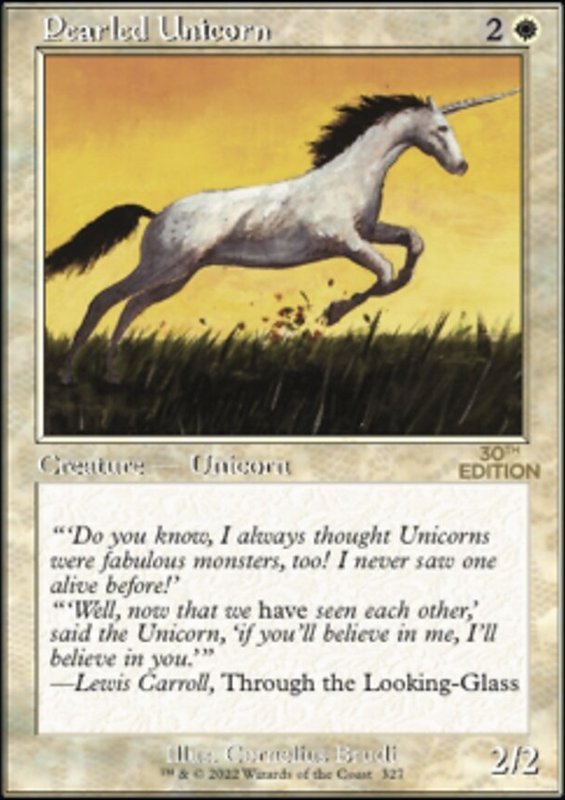 Pearled Unicorn 2
Creature — Unicorn
30TH
EDITION
“‘Do you know, I always thought Unicorns
were fabulous monsters, too! I never saw one
alive before!’
“‘Well, now that we have seen each other,’
said the Unicorn, ‘if you’ll believe in me, I’ll
believe in you.’”
—Lewis Carroll, Through the Looking-Glass
Illus. Cornelius Brudi
2/2
™ & © 2022 Wizards of the Coast 327